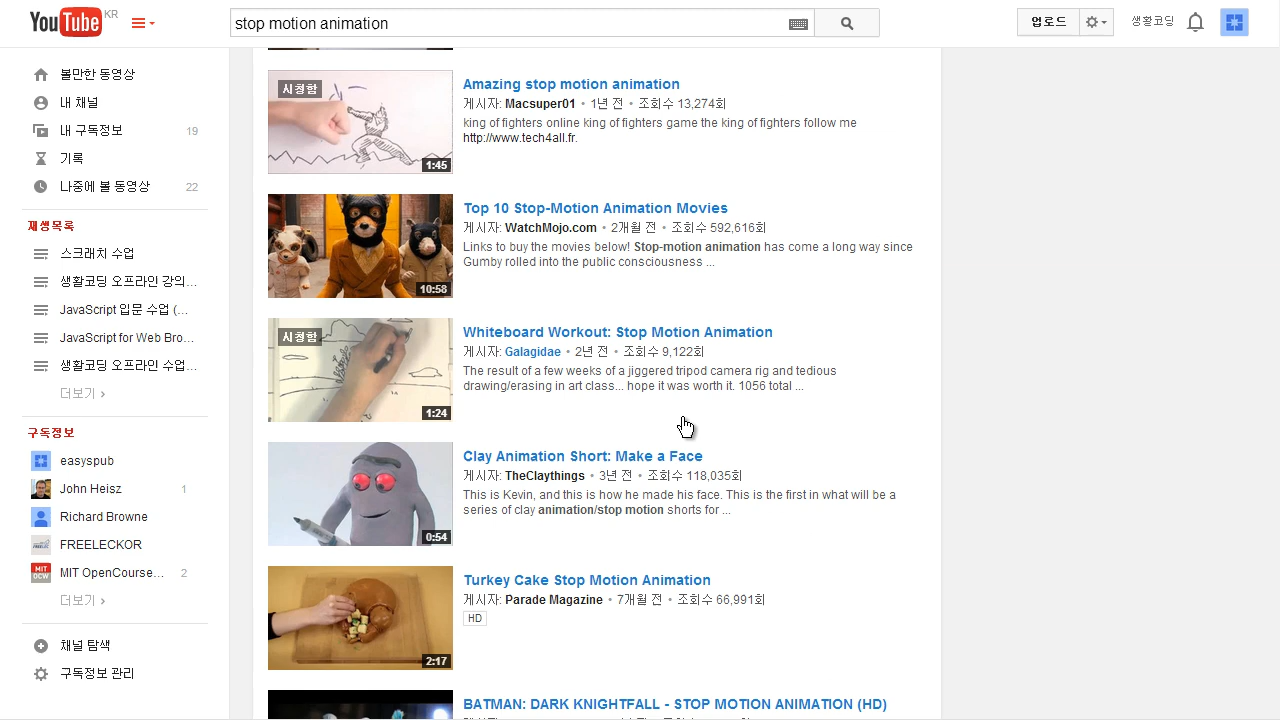 YouTube KR
stop motion animation
업로드
생활코딩
볼만한 동영상
내 채널
내 구독정보 19
기록
나중에 볼 동영상 22
재생목록
스크래치 수업
생활코딩 오프라인 강의...
JavaScript 입문 수업 (...
JavaScript for Web Bro...
생활코딩 오프라인 수업...
더보기 ›
구독정보
easyspub
John Heisz 1
Richard Browne
FREELECKOR
MIT OCW
MIT OpenCourse... 2
더보기 ›
채널 탐색
구독정보 관리
시청함
1:45
Amazing stop motion animation
게시자: Macsuper01 • 1년 전 • 조회수 13,274회
king of fighters online king of fighters game the king of fighters follow me
http://www.tech4all.fr.
10:58
Top 10 Stop-Motion Animation Movies
게시자: WatchMojo.com • 2개월 전 • 조회수 592,616회
Links to buy the movies below! Stop-motion animation has come a long way since
Gumby rolled into the public consciousness ...
시청함
1:24
Whiteboard Workout: Stop Motion Animation
게시자: Galagidae • 2년 전 • 조회수 9,122회
The result of a few weeks of a jiggered tripod camera rig and tedious
drawing/erasing in art class... hope it was worth it. 1056 total ...
0:54
Clay Animation Short: Make a Face
게시자: TheClaythings • 3년 전 • 조회수 118,035회
This is Kevin, and this is how he made his face. This is the first in what will be a
series of clay animation/stop motion shorts for ...
2:17
Turkey Cake Stop Motion Animation
게시자: Parade Magazine • 7개월 전 • 조회수 66,991회
HD
BATMAN: DARK KNIGHTFALL - STOP MOTION ANIMATION (HD)